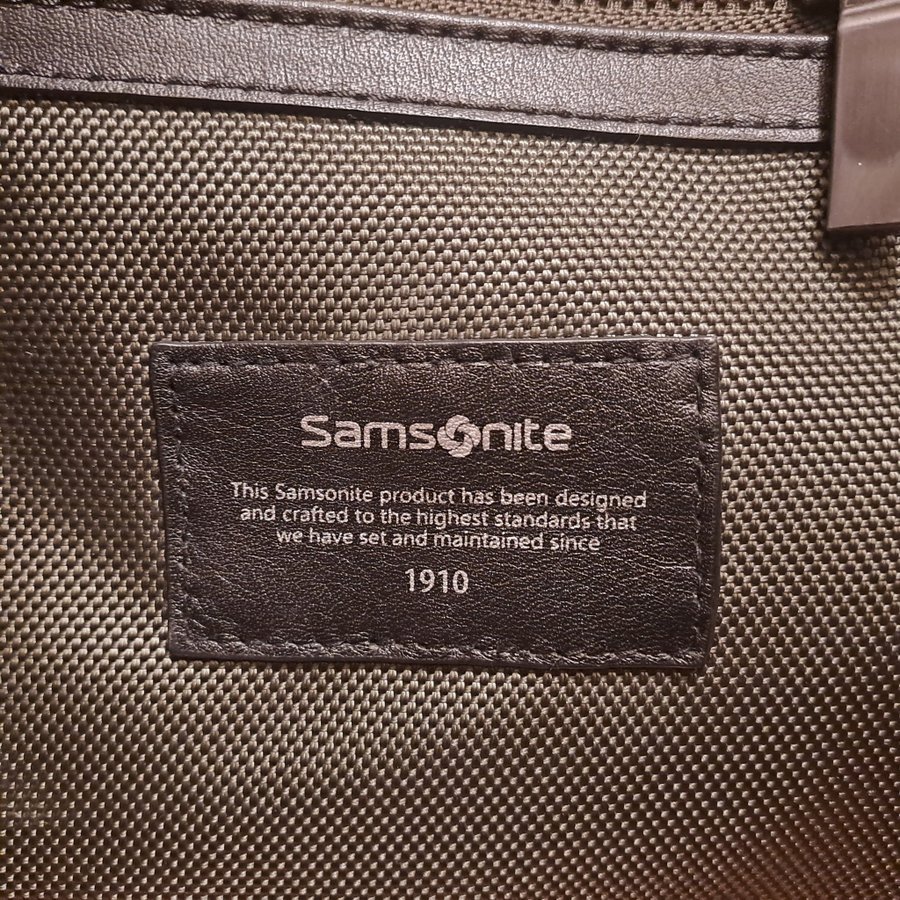 Samsonite
This Samsonite product has been designed
and crafted to the highest standards that
we have set and maintained since
1910